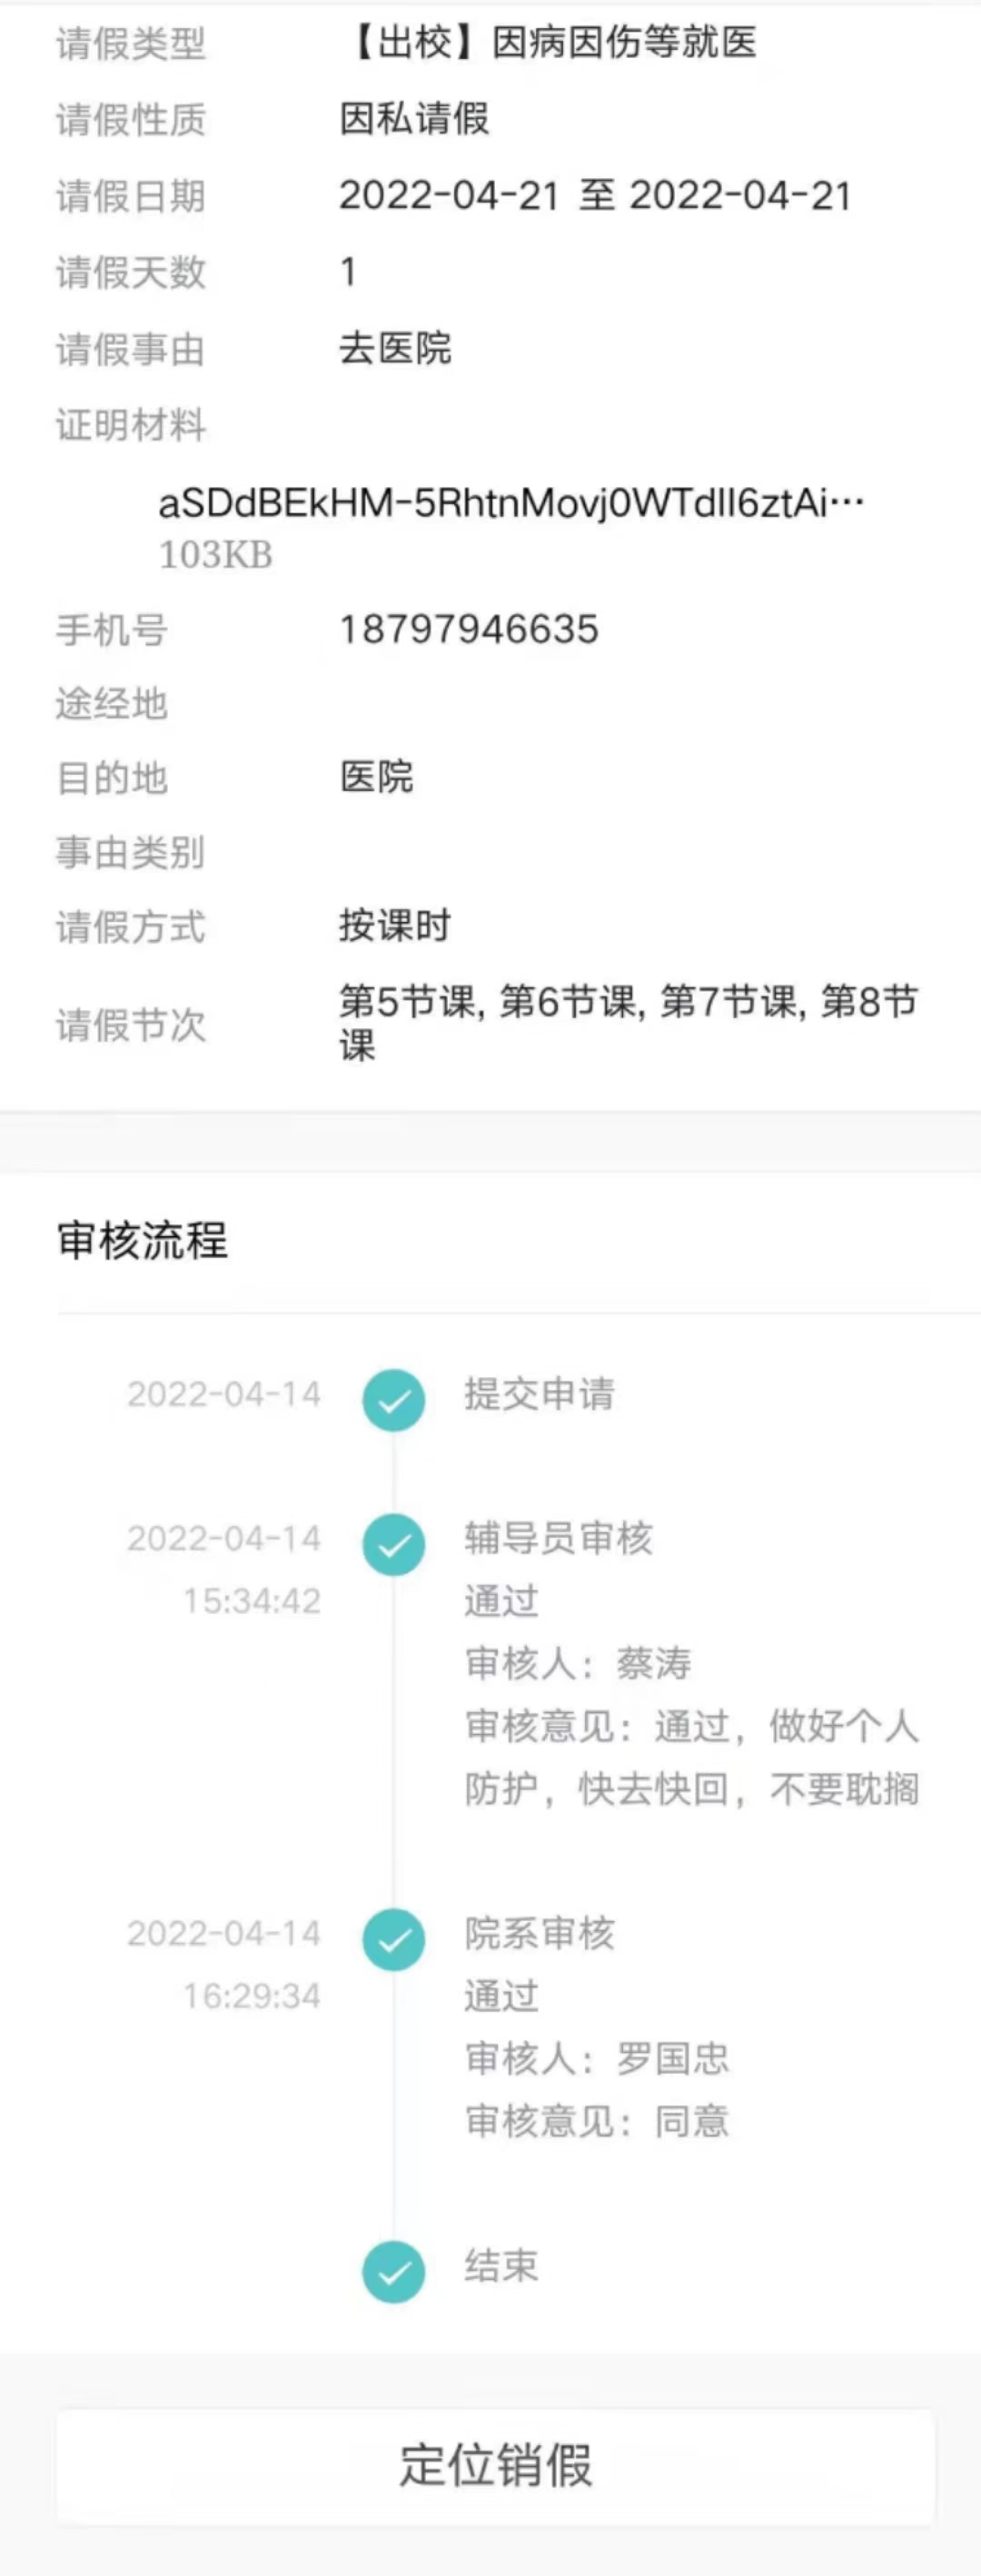 请假类型 【出校】因病因伤等就医
请假性质 因私请假
请假日期 2022-04-21 至 2022-04-21
请假天数 1
请假事由 去医院
证明材料
aSDdBEkHM-5RhtnMovj0WTdll6ztAi···
103KB
手机号 18797946635
途经地
目的地 医院
事由类别
请假方式 按课时
请假节次 第5节课, 第6节课, 第7节课, 第8节
课
审核流程
2022-04-14 提交申请
2022-04-14 辅导员审核
15:34:42 通过
审核人：蔡涛
审核意见：通过，做好个人
防护，快去快回，不要耽搁
2022-04-14 院系审核
16:29:34 通过
审核人：罗国忠
审核意见：同意
结束
定位销假